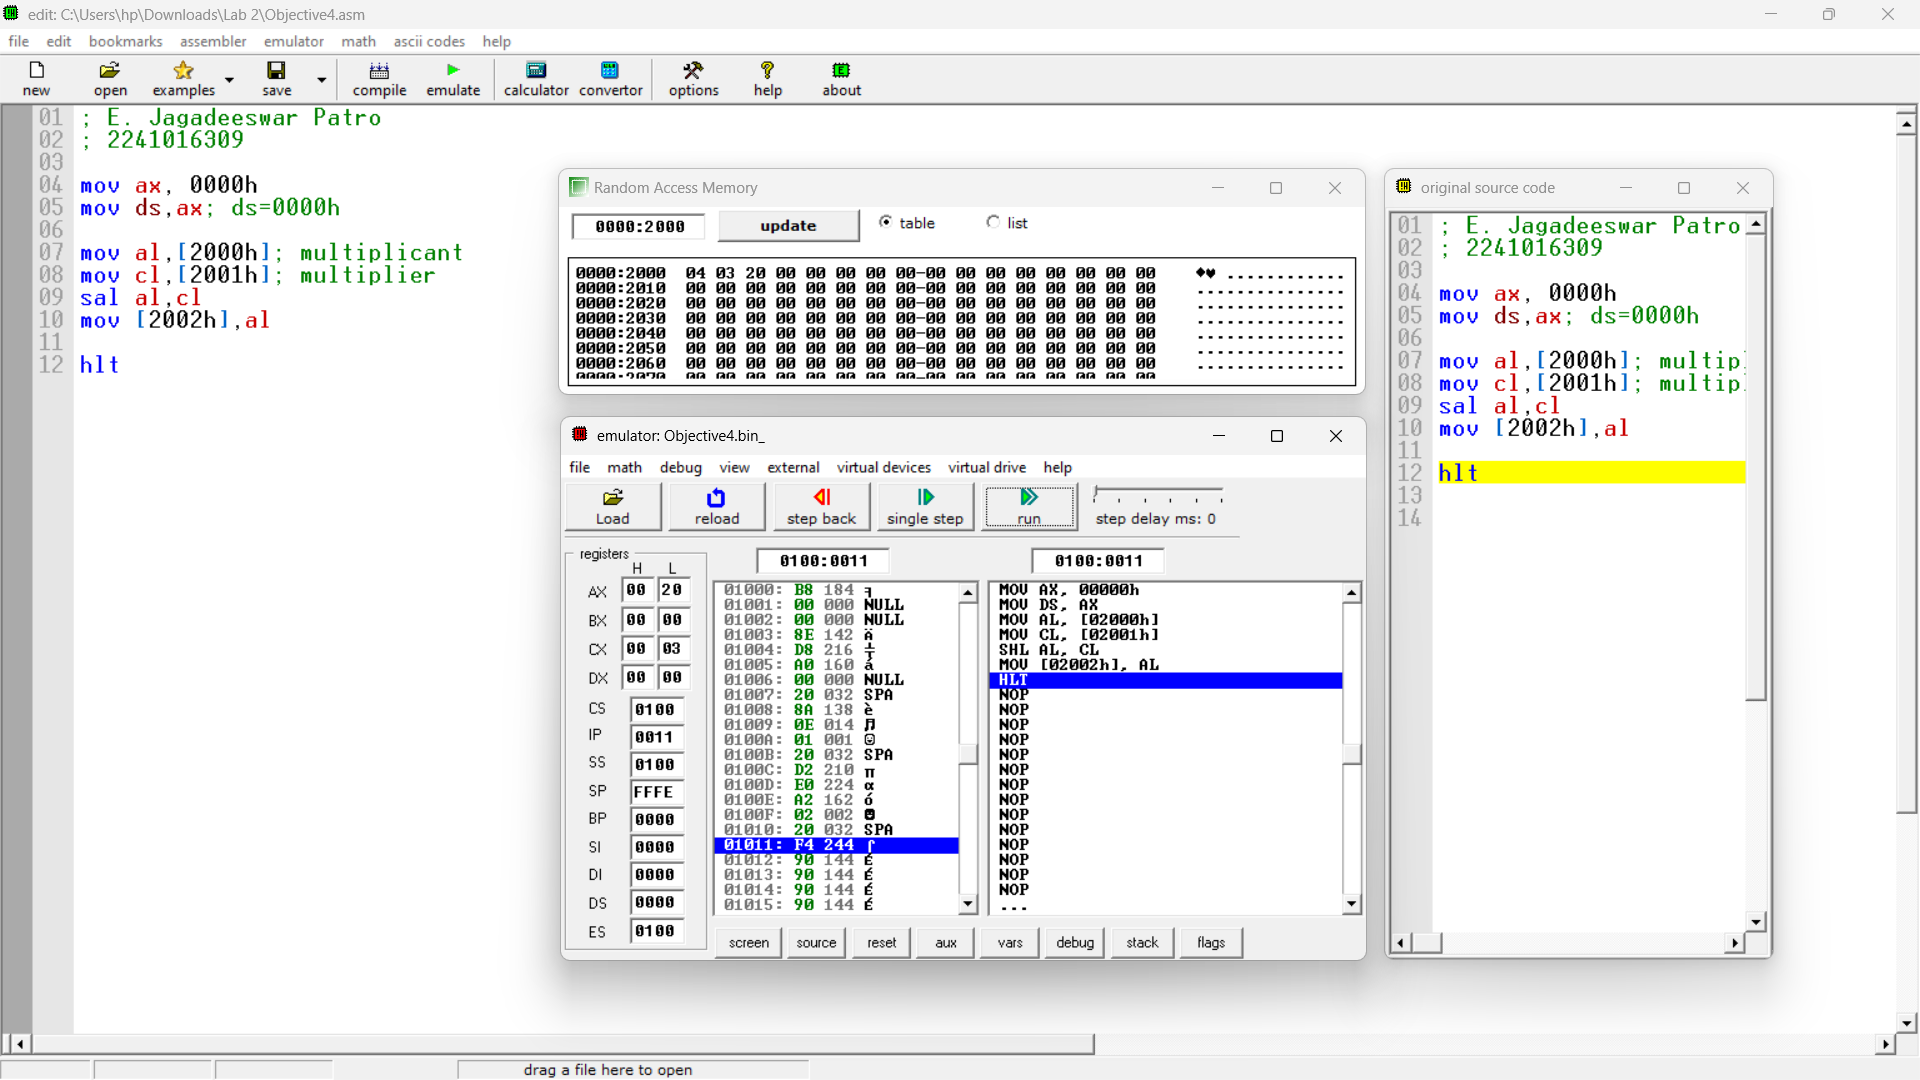 edit: C:\Users\hp\Downloads\Lab 2\Objective4.asm
file edit bookmarks assembler emulator math ascii codes help
new open examples save compile emulate calculator convertor options help about
01 ; E. Jagadeeswar Patro
02 ; 2241016309
03
04 mov ax, 0000h
05 mov ds,ax; ds=0000h
06
07 mov al,[2000h]; multiplicant
08 mov cl,[2001h]; multiplier
09 sal al,cl
10 mov [2002h],al
11
12 hlt
Random Access Memory
0000:2000 update table list
0000:2000 04 03 20 00 00 00 00 00-00 00 00 00 00 00 00 00 ♦♥ .............
0000:2010 00 00 00 00 00 00 00 00-00 00 00 00 00 00 00 00 ................
0000:2020 00 00 00 00 00 00 00 00-00 00 00 00 00 00 00 00 ................
0000:2030 00 00 00 00 00 00 00 00-00 00 00 00 00 00 00 00 ................
0000:2040 00 00 00 00 00 00 00 00-00 00 00 00 00 00 00 00 ................
0000:2050 00 00 00 00 00 00 00 00-00 00 00 00 00 00 00 00 ................
0000:2060 00 00 00 00 00 00 00 00-00 00 00 00 00 00 00 00 ................
0000:2070 00 00 00 00 00 00 00 00-00 00 00 00 00 00 00 00
emulator: Objective4.bin_
file math debug view external virtual devices virtual drive help
Load reload step back single step run step delay ms: 0
registers
H L
AX 00 20
BX 00 00
CX 00 03
DX 00 00
CS 0100
IP 0011
SS 0100
SP FFFE
BP 0000
SI 0000
DI 0000
DS 0000
ES 0100
0100:0011
01000: B8 184 ╕
01001: 00 000 NULL
01002: 00 000 NULL
01003: 8E 142 Ä
01004: D8 216 ╪
01005: A0 160 á
01006: 00 000 NULL
01007: 20 032 SPA
01008: 8A 138 è
01009: 0E 014 ♫
0100A: 01 001 ☺
0100B: 20 032 SPA
0100C: D2 210 π
0100D: E0 224 α
0100E: A2 162 ó
0100F: 02 002 ☻
01010: 20 032 SPA
01011: F4 244 ⌠
01012: 90 144 É
01013: 90 144 É
01014: 90 144 É
01015: 90 144 É
0100:0011
MOV AX, 00000h
MOV DS, AX
MOV AL, [02000h]
MOV CL, [02001h]
SHL AL, CL
MOV [02002h], AL
HLT
NOP
NOP
NOP
NOP
NOP
NOP
NOP
NOP
NOP
NOP
NOP
NOP
NOP
NOP
...
screen source reset aux vars debug stack flags
original source code
01 ; E. Jagadeeswar Patro
02 ; 2241016309
03
04 mov ax, 0000h
05 mov ds,ax; ds=0000h
06
07 mov al,[2000h]; multip
08 mov cl,[2001h]; multip
09 sal al,cl
10 mov [2002h],al
11
12 hlt
13
14
drag a file here to open